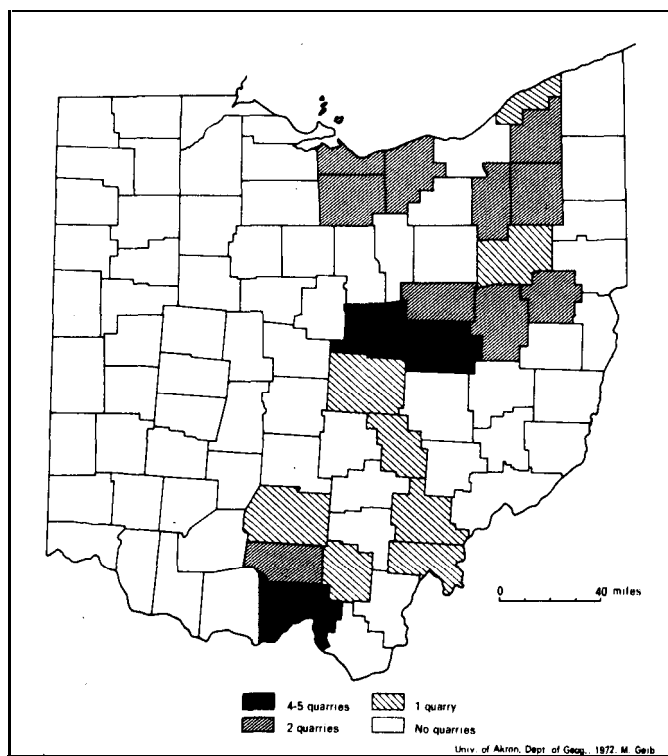 0 40 miles
4-5 quarries 1 quarry
2 quarries No quarries
Univ. of Akron, Dept of Geog., 1972. M. Geib